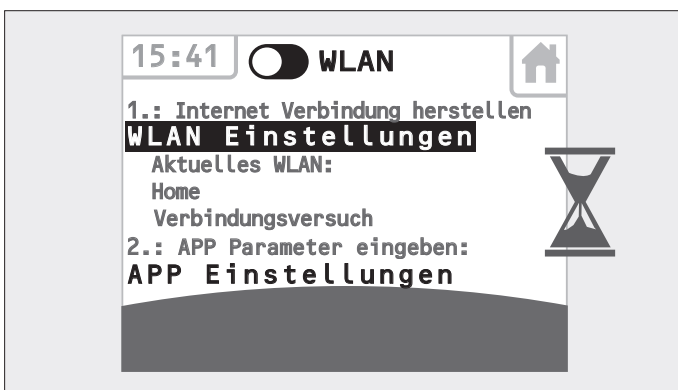 15:41 WLAN
1.: Internet Verbindung herstellen
WLAN Einstellungen
Aktuelles WLAN:
Home
Verbindungsversuch
2.: APP Parameter eingeben:
APP Einstellungen